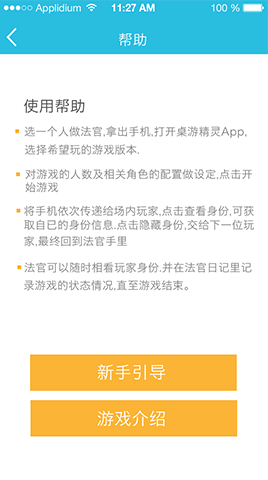 Applidium 11:27 AM 100 %
帮助
使用帮助
选一个人做法官,拿出手机,打开桌游精灵App,
选择希望玩的游戏版本.
对游戏的人数及相关角色的配置做设定,点击开
始游戏
将手机依次传递给场内玩家,点击查看身份,可获
取自已的身份信息.点击隐藏身份,交给下一位玩
家,最终回到法官手里
法官可以随时相看玩家身份.并在法官日记里记
录游戏的状态情况,直至游戏结束。
新手引导
游戏介绍